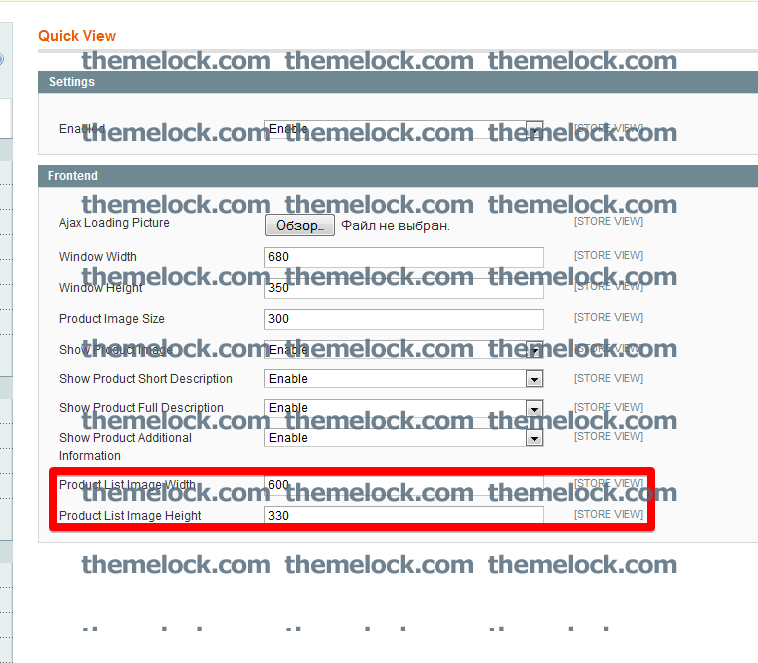 Quick View
themelock.com themelock.com themelock.com
Settings
Enabled Enable [STORE VIEW]
themelock.com themelock.com themelock.com
Frontend
themelock.com themelock.com themelock.com
Ajax Loading Picture Обзор... Файл не выбран. [STORE VIEW]
Window Width 680 [STORE VIEW]
themelock.com themelock.com themelock.com
Window Height 350 [STORE VIEW]
Product Image Size 300 [STORE VIEW]
Show Product Image Enable [STORE VIEW]
themelock.com themelock.com themelock.com
Show Product Short Description Enable [STORE VIEW]
Show Product Full Description Enable [STORE VIEW]
themelock.com themelock.com themelock.com
Show Product Additional Enable [STORE VIEW]
Information
Product List Image Width 600 [STORE VIEW]
themelock.com themelock.com themelock.com
Product List Image Height 330 [STORE VIEW]
themelock.com themelock.com themelock.com